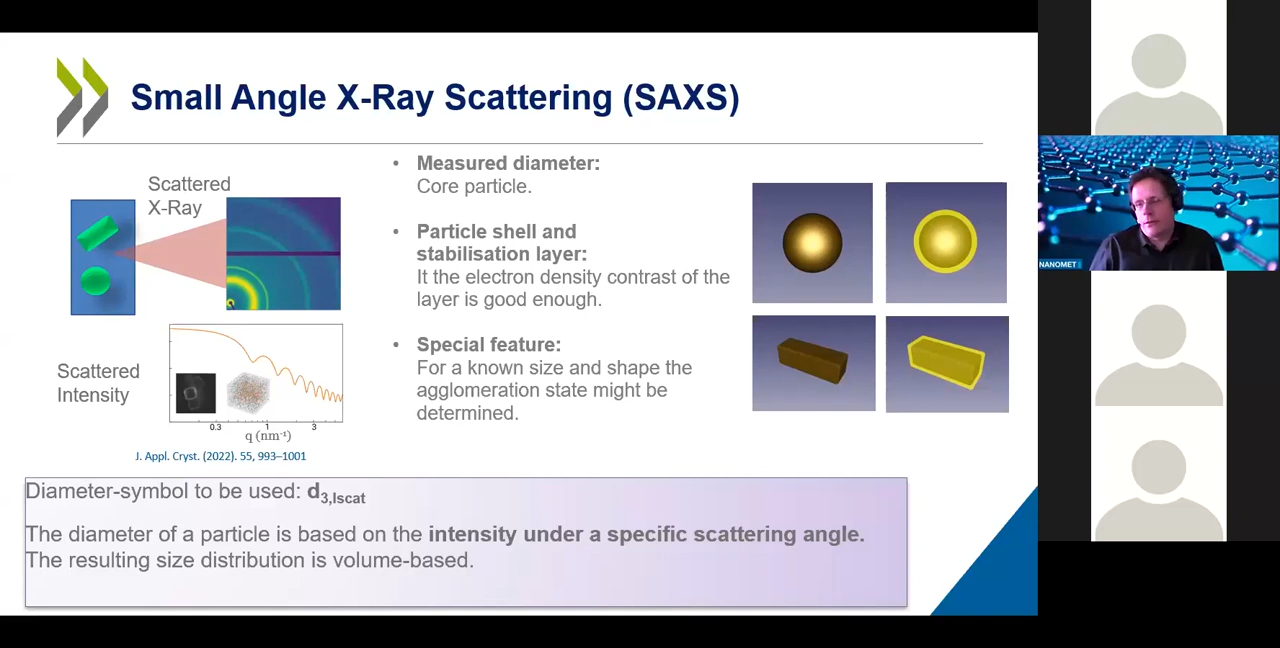 Small Angle X-Ray Scattering (SAXS)
Scattered
X-Ray
Scattered
Intensity
0.3
1
3
q (nm⁻¹)
J. Appl. Cryst. (2022). 55, 993–1001
• Measured diameter:
Core particle.
• Particle shell and
stabilisation layer:
It the electron density contrast of the
layer is good enough.
• Special feature:
For a known size and shape the
agglomeration state might be
determined.
Diameter-symbol to be used: d3,Iscat
The diameter of a particle is based on the intensity under a specific scattering angle.
The resulting size distribution is volume-based.
NANOMET